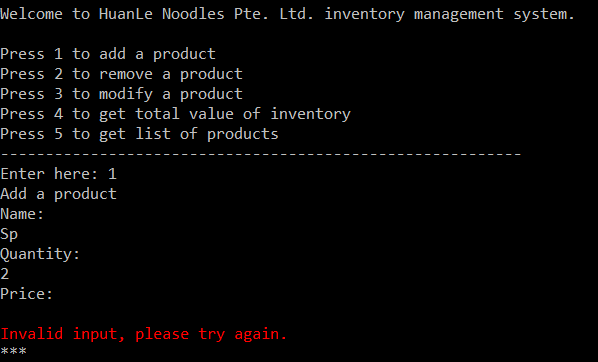 Welcome to HuanLe Noodles Pte. Ltd. inventory management system.
Press 1 to add a product
Press 2 to remove a product
Press 3 to modify a product
Press 4 to get total value of inventory
Press 5 to get list of products
----------------------------------------------------------
Enter here: 1
Add a product
Name:
Sp
Quantity:
2
Price:
Invalid input, please try again.
***